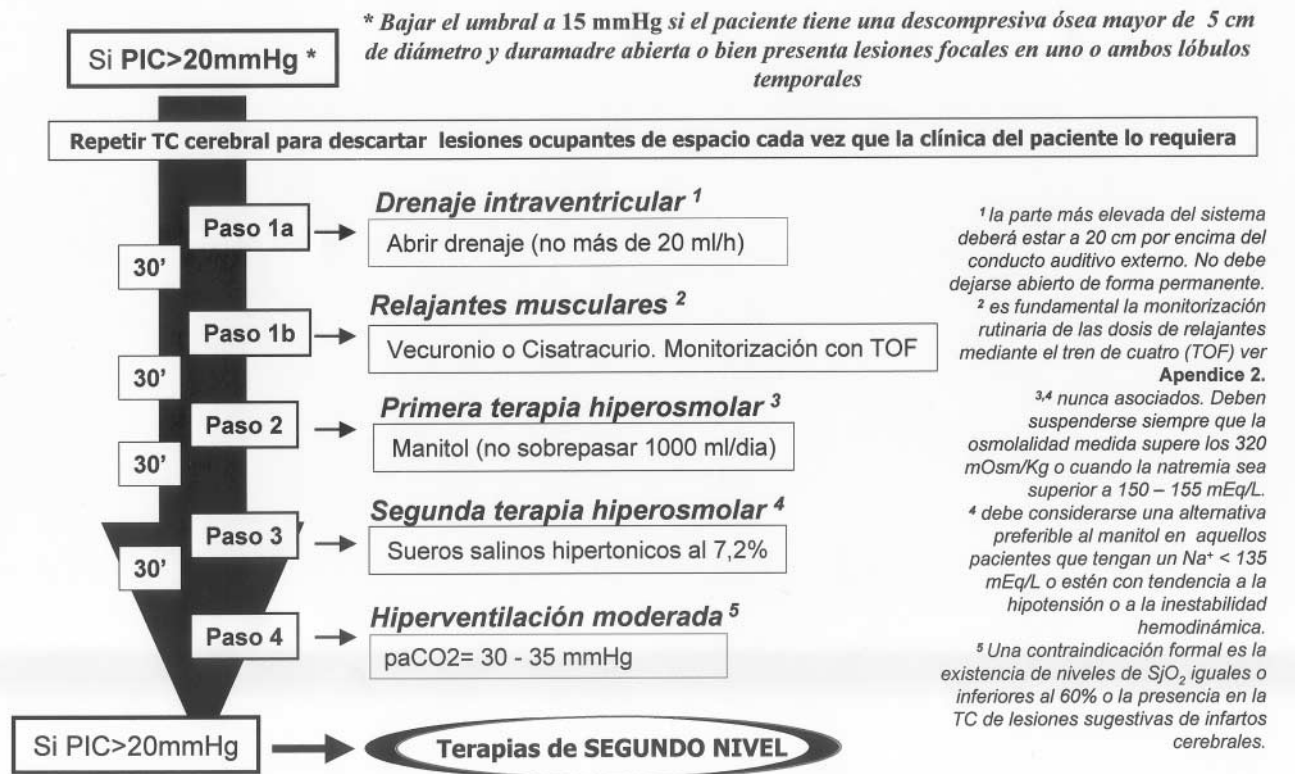 Si PIC>20mmHg *
* Bajar el umbral a 15 mmHg si el paciente tiene una descompresiva ósea mayor de 5 cm
de diámetro y duramadre abierta o bien presenta lesiones focales en uno o ambos lóbulos
temporales
Repetir TC cerebral para descartar lesiones ocupantes de espacio cada vez que la clínica del paciente lo requiera
Paso 1a
Drenaje intraventricular ¹
Abrir drenaje (no más de 20 ml/h)
30’
Paso 1b
Relajantes musculares ²
Vecuronio o Cisatracurio. Monitorización con TOF
30’
Paso 2
Primera terapia hiperosmolar ³
Manitol (no sobrepasar 1000 ml/dia)
30’
Paso 3
Segunda terapia hiperosmolar ⁴
Sueros salinos hipertonicos al 7,2%
30’
Paso 4
Hiperventilación moderada ⁵
paCO2= 30 - 35 mmHg
Si PIC>20mmHg
Terapias de SEGUNDO NIVEL
¹ la parte más elevada del sistema
deberá estar a 20 cm por encima del
conducto auditivo externo. No debe
dejarse abierto de forma permanente.
² es fundamental la monitorización
rutinaria de las dosis de relajantes
mediante el tren de cuatro (TOF) ver
Apendice 2.
³,⁴ nunca asociados. Deben
suspenderse siempre que la
osmolalidad medida supere los 320
mOsm/Kg o cuando la natremia sea
superior a 150 – 155 mEq/L.
⁴ debe considerarse una alternativa
preferible al manitol en aquellos
pacientes que tengan un Na⁺ < 135
mEq/L o estén con tendencia a la
hipotensión o a la inestabilidad
hemodinámica.
⁵ Una contraindicación formal es la
existencia de niveles de SjO₂ iguales o
inferiores al 60% o la presencia en la
TC de lesiones sugestivas de infartos
cerebrales.